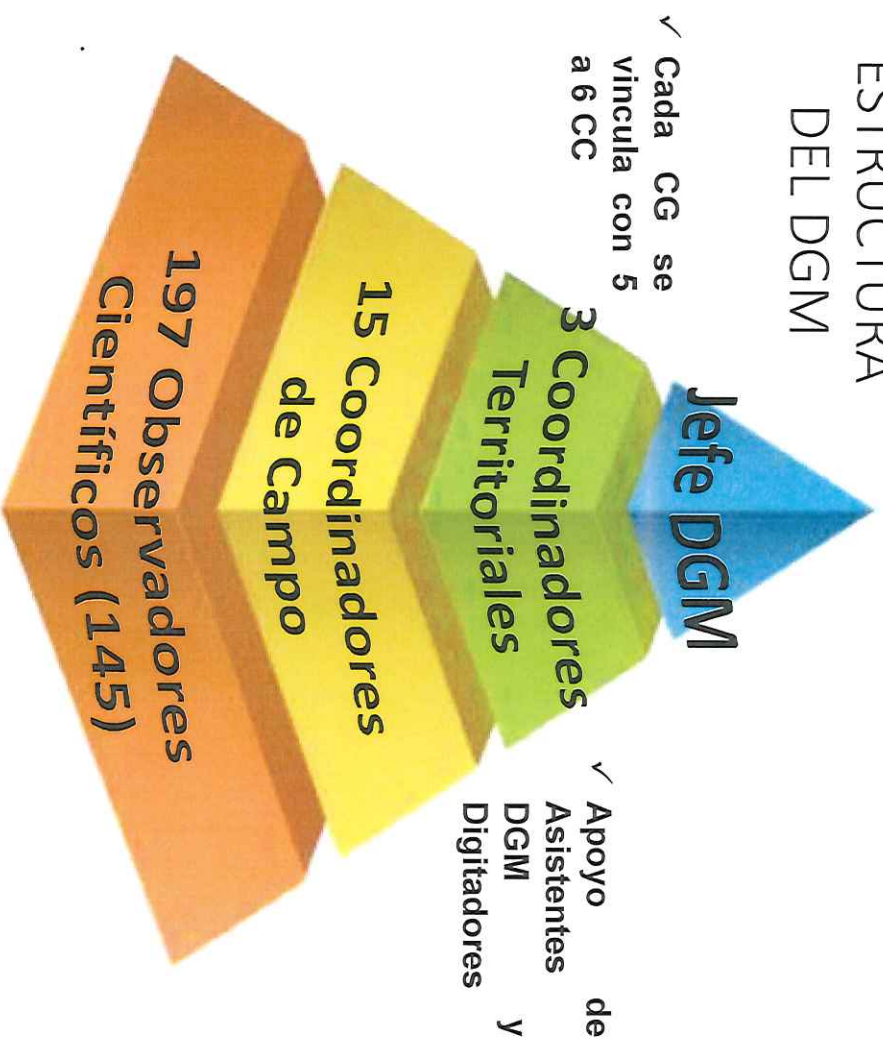 ESTRUCTURA
DEL DGM
Jefe DGM
3 Coordinadores
Territoriales
15 Coordinadores
de Campo
197 Observadores
Científicos (145)
✓ Cada CG se
vincula con 5
a 6 CC
✓ Apoyo de
Asistentes
DGM y
Digitadores